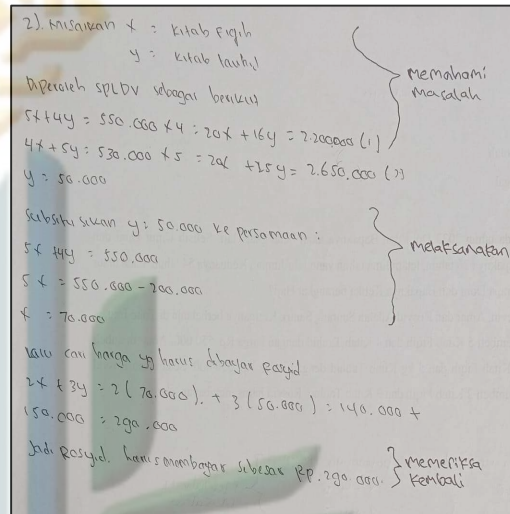 2). Misalkan x : kitab Fiqih
y : kitab tauhid
Diperoleh SPLDV sebagai berikut
5x+4y = 550.000 x 4 : 20x + 16y = 2.200000 (1)
4x+5y : 530.000 x 5 = 20x + 25y = 2.650.000 (2)
y = 50.000
memahami
masalah
Subsitusikan y : 50.000 ke persamaan :
5x +4y = 550.000
5x = 550.000 - 200.000
x = 70.000
melaksanakan
Lalu cari harga yg harus dibayar Rasyid
2x + 3y = 2(70.000). + 3(50.000) : 140.000 +
150.000 = 290.000
Jadi Rosyid. harus membayar sebesar Rp. 290.000.
memeriksa
kembali